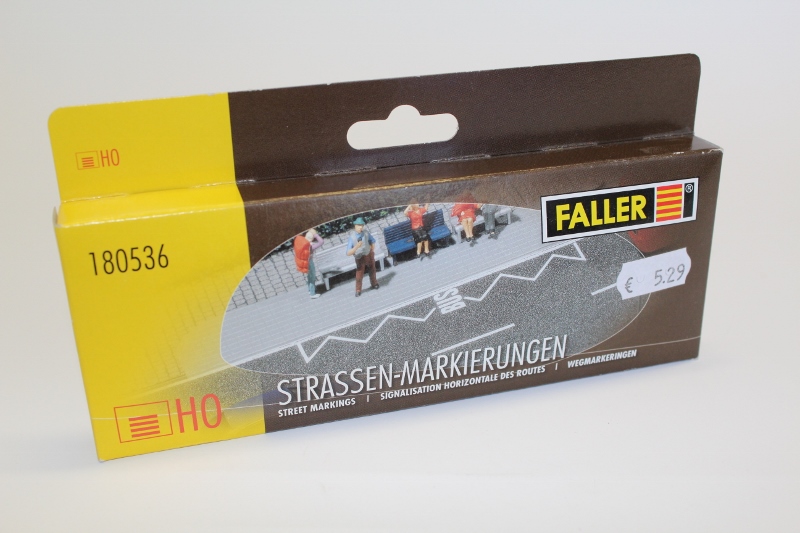 HO
FALLER ®
180536
€ 5.29
BUS
STRASSEN-MARKIERUNGEN
STREET MARKINGS | SIGNALISATION HORIZONTALE DES ROUTES | WEGMARKERINGEN
HO